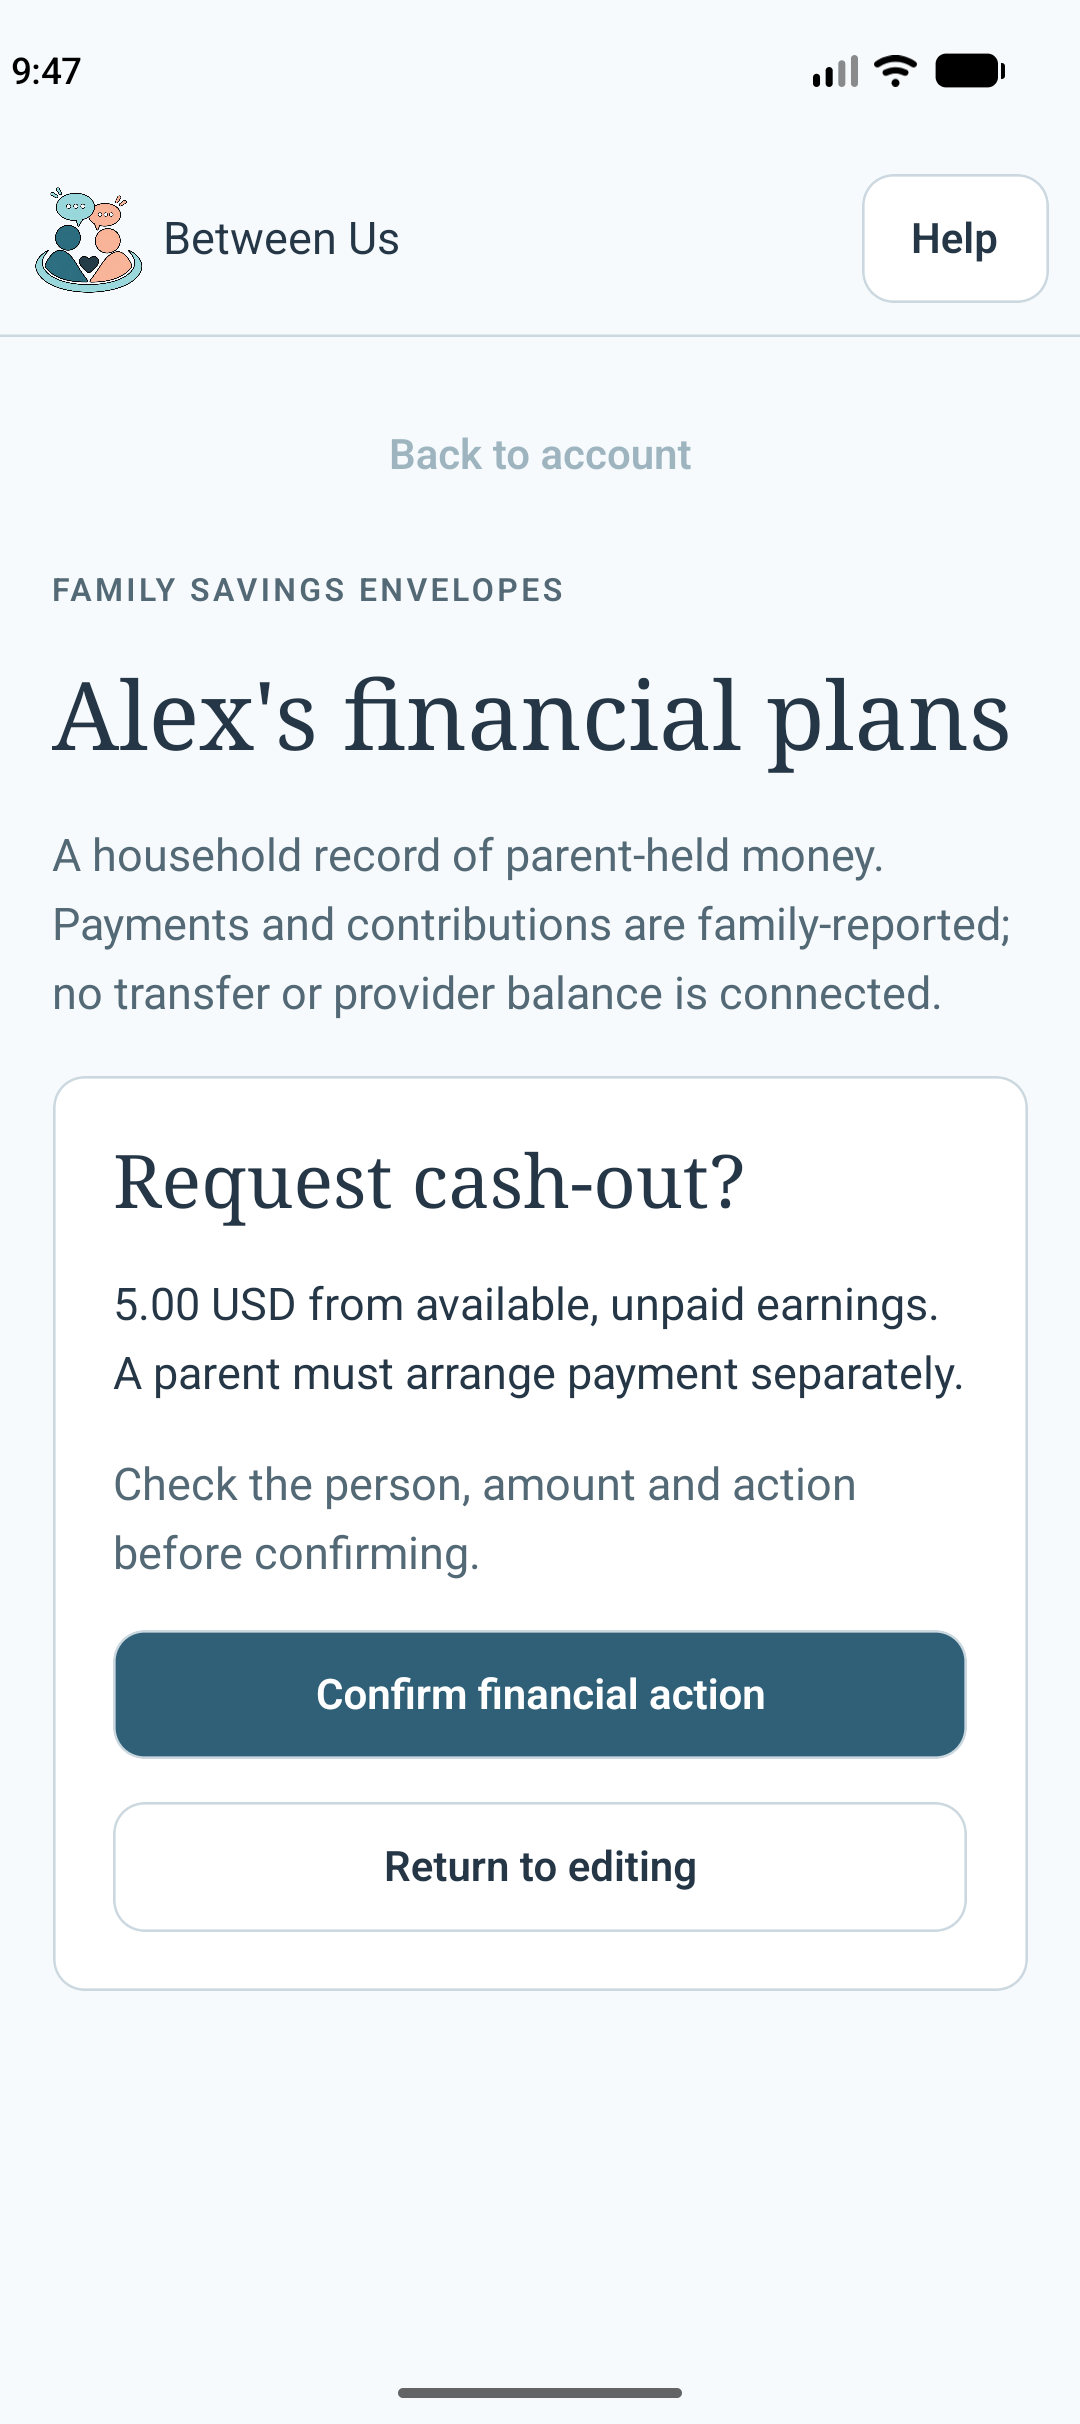 9:47
Between Us
Help
Back to account
FAMILY SAVINGS ENVELOPES
Alex's financial plans
A household record of parent-held money.
Payments and contributions are family-reported;
no transfer or provider balance is connected.
Request cash-out?
5.00 USD from available, unpaid earnings.
A parent must arrange payment separately.
Check the person, amount and action
before confirming.
Confirm financial action
Return to editing